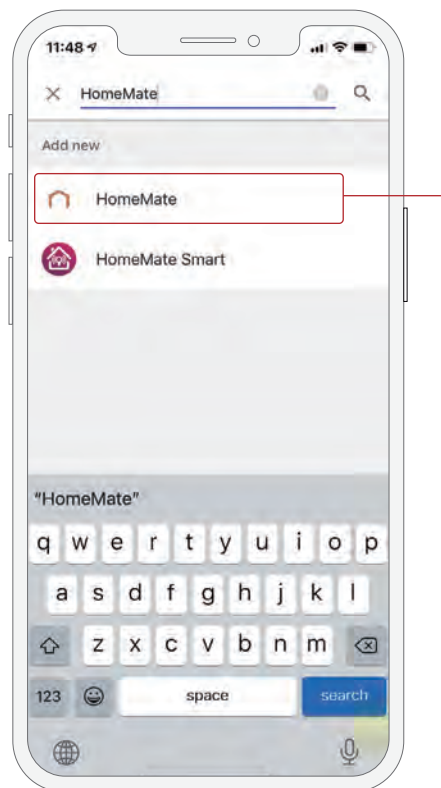 11:48
HomeMate
Add new
HomeMate
HomeMate Smart
"HomeMate"
q w e r t y u i o p
a s d f g h j k l
z x c v b n m
123 space search